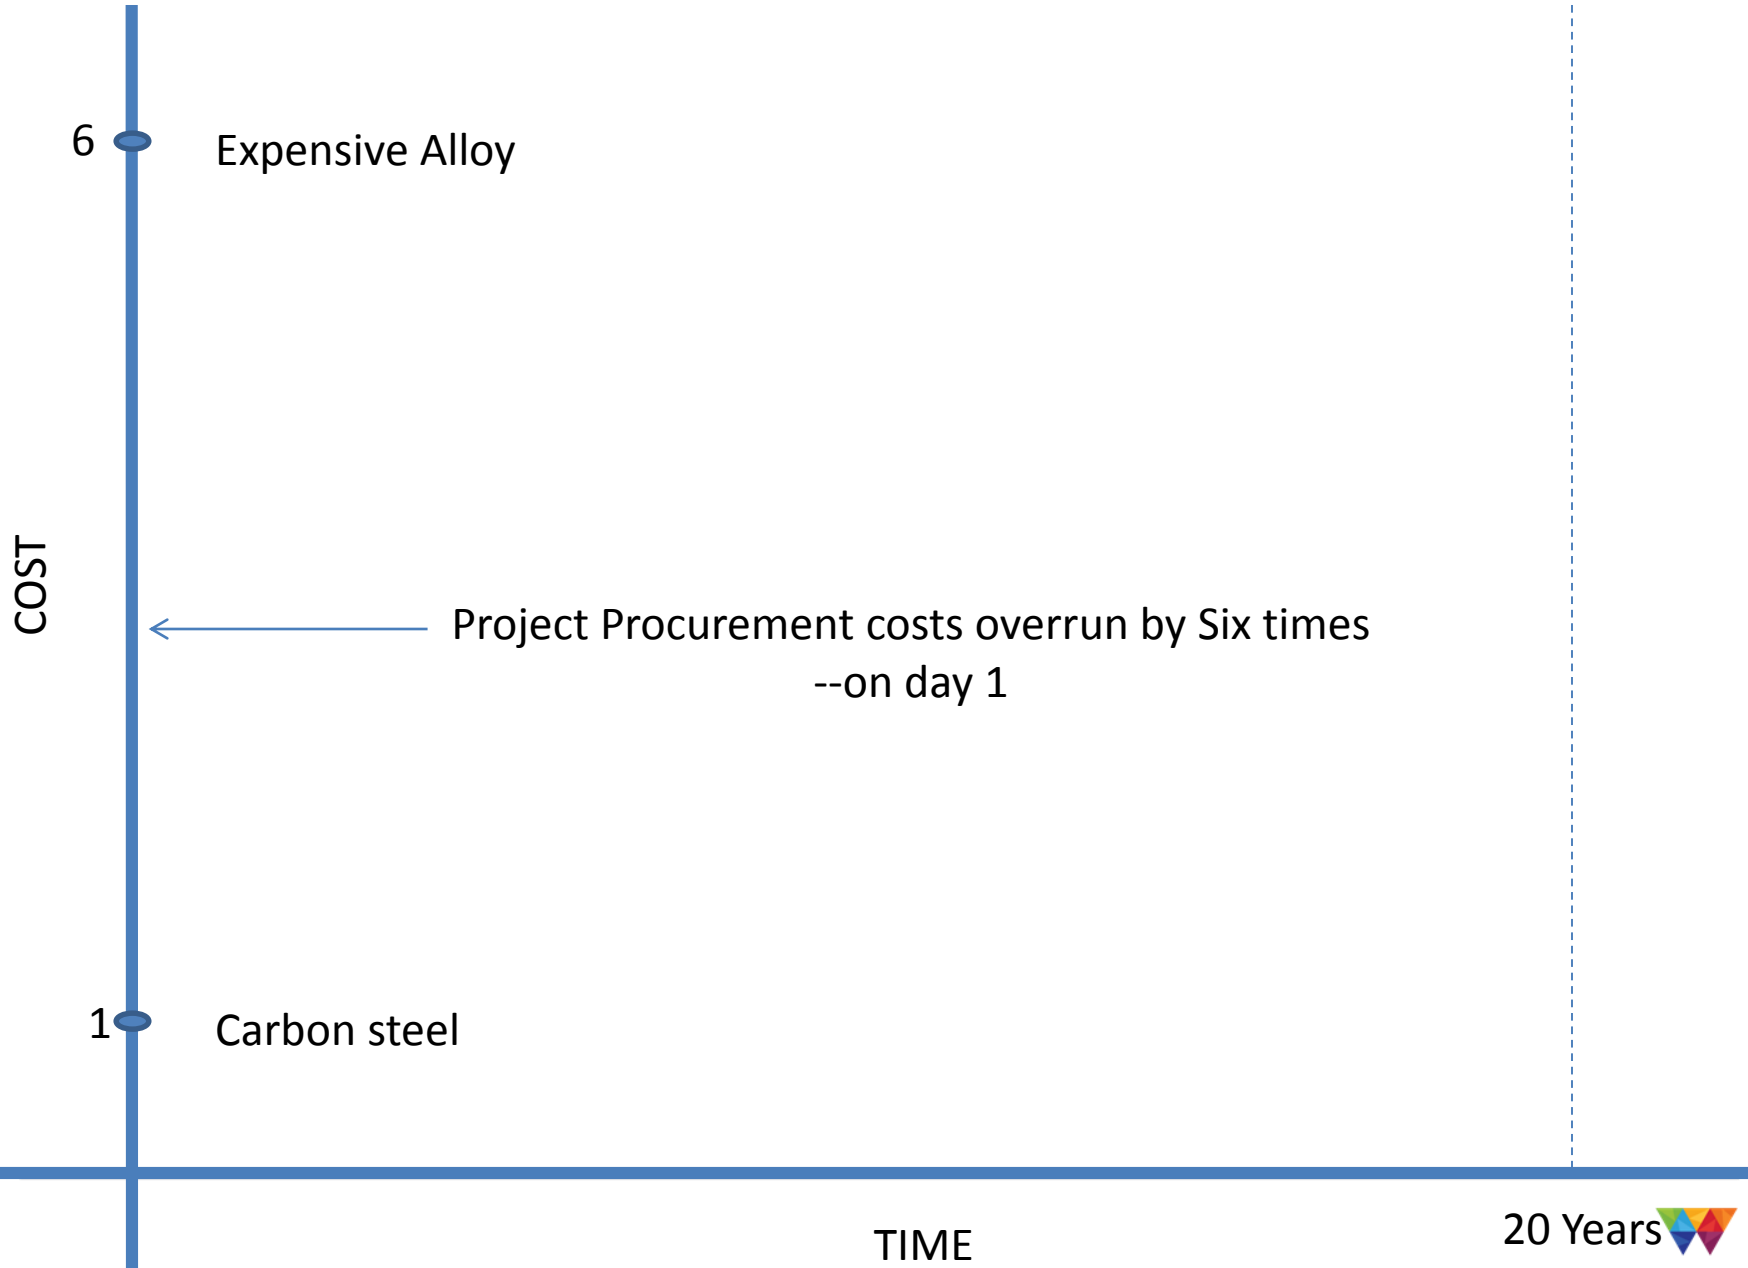 6
Expensive Alloy
COST
Project Procurement costs overrun by Six times
--on day 1
1
Carbon steel
20 Years
TIME